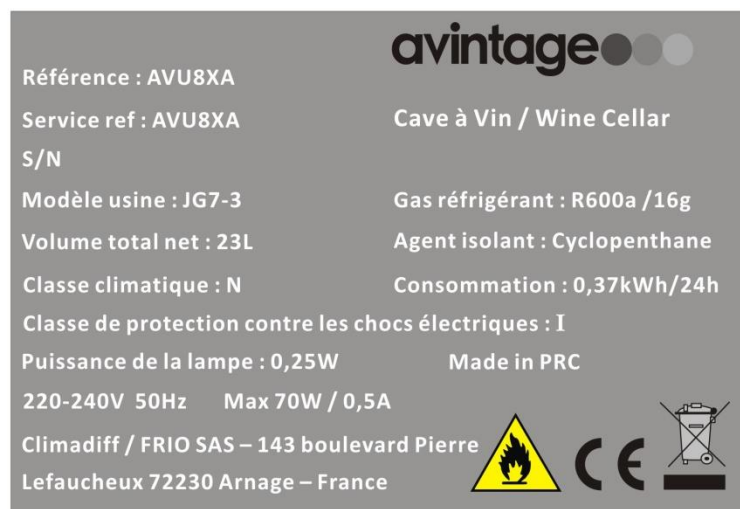 avintage
Référence : AVU8XA
Service ref : AVU8XA
Cave à Vin / Wine Cellar
S/N
Modèle usine : JG7-3
Gas réfrigérant : R600a /16g
Volume total net : 23L
Agent isolant : Cyclopenthane
Classe climatique : N
Consommation : 0,37kWh/24h
Classe de protection contre les chocs électriques : I
Puissance de la lampe : 0,25W
Made in PRC
220-240V 50Hz Max 70W / 0,5A
Climadiff / FRIO SAS – 143 boulevard Pierre
Lefaucheux 72230 Arnage – France
CE